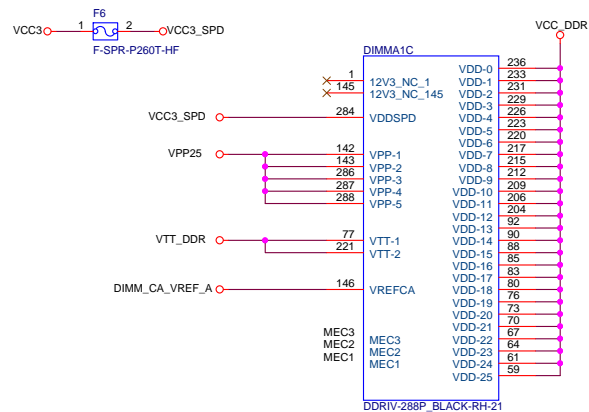 F6
VCC3 1 2 VCC3_SPD
F-SPR-P260T-HF
VCC_DDR
DIMMA1C
1 12V3_NC_1
145 12V3_NC_145
VCC3_SPD 284 VDDSPD
VPP25 142 VPP-1
143 VPP-2
286 VPP-3
287 VPP-4
288 VPP-5
VTT_DDR 77 VTT-1
221 VTT-2
DIMM_CA_VREF_A 146 VREFCA
MEC3 MEC3
MEC2 MEC2
MEC1 MEC1
VDD-0 236
VDD-1 233
VDD-2 231
VDD-3 229
VDD-4 226
VDD-5 223
VDD-6 220
VDD-7 217
VDD-8 215
VDD-9 212
VDD-10 209
VDD-11 206
VDD-12 204
VDD-13 92
VDD-14 90
VDD-15 88
VDD-16 85
VDD-17 83
VDD-18 80
VDD-19 76
VDD-20 73
VDD-21 70
VDD-22 67
VDD-23 64
VDD-24 61
VDD-25 59
DDRIV-288P_BLACK-RH-21